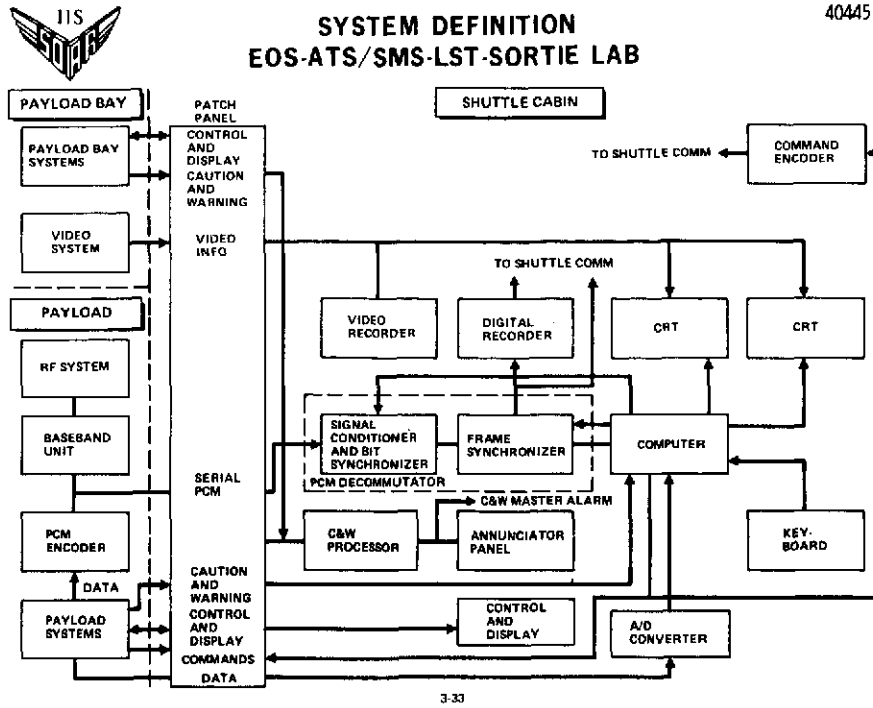 IIS
SOAR
40445
SYSTEM DEFINITION
EOS-ATS/SMS-LST-SORTIE LAB
PAYLOAD BAY
PATCH
PANEL
SHUTTLE CABIN
PAYLOAD BAY
SYSTEMS
CONTROL
AND
DISPLAY
CAUTION
AND
WARNING
TO SHUTTLE COMM
COMMAND
ENCODER
VIDEO
SYSTEM
VIDEO
INFO
TO SHUTTLE COMM
PAYLOAD
VIDEO
RECORDER
DIGITAL
RECORDER
CRT
CRT
RF SYSTEM
BASEBAND
UNIT
SIGNAL
CONDITIONER
AND BIT
SYNCHRONIZER
FRAME
SYNCHRONIZER
COMPUTER
PCM DECOMMUTATOR
SERIAL
PCM
C&W MASTER ALARM
PCM
ENCODER
C&W
PROCESSOR
ANNUNCIATOR
PANEL
KEY-
BOARD
DATA
CAUTION
AND
WARNING
PAYLOAD
SYSTEMS
CONTROL
AND
DISPLAY
CONTROL
AND
DISPLAY
A/D
CONVERTER
COMMANDS
DATA
3-33